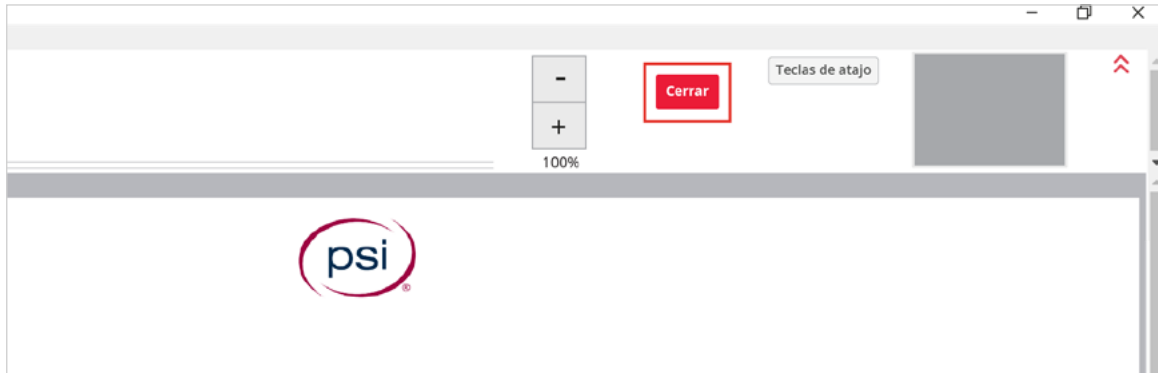 -
Cerrar
Teclas de atajo
+
100%
psi
®